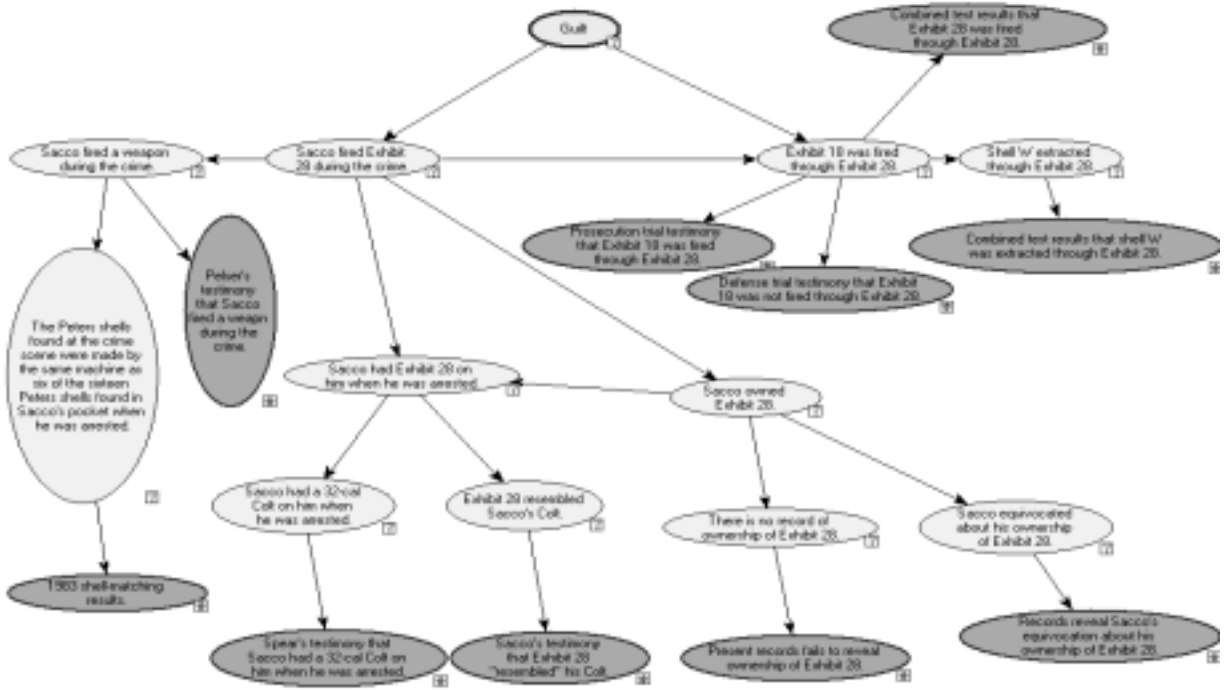 Guilt
Combined test results that
Exhibit 28 was fired
through Exhibit 28.
Sacco fired a weapon
during the crime.
Sacco fired Exhibit
28 during the crime.
Exhibit 18 was fired
through Exhibit 28.
Shell W extracted
through Exhibit 28.
Prosecution trial testimony
that Exhibit 18 was fired
through Exhibit 28.
Combined test results that shell W
was extracted through Exhibit 28.
Defense trial testimony that Exhibit
18 was not fired through Exhibit 28.
testimony
that Sacco
fired a weapn
during the
crime.
The Peters shells
found at the crime
scene were made by
the same machine as
six of the sixteen
Peters shells found in
Sacco's pocket when
he was arrested.
Sacco had Exhibit 28 on
him when he was arrested.
Sacco owned
Exhibit 28.
Sacco had a 32-cal
Colt on him when
he was arrested.
Exhibit 28 resembled
Sacco's Colt.
There is no record of
ownership of Exhibit 28.
Sacco equivocated
about his ownership
of Exhibit 28.
1983 shell-matching
results.
Spear's testimony that
Sacco had a 32-cal Colt on
him when he was arrested.
Sacco's testimony
that Exhibit 28
"resembled" his Colt.
Present records fails to reveal
ownership of Exhibit 28.
Records reveal Sacco's
equivocation about his
ownership of Exhibit 28.